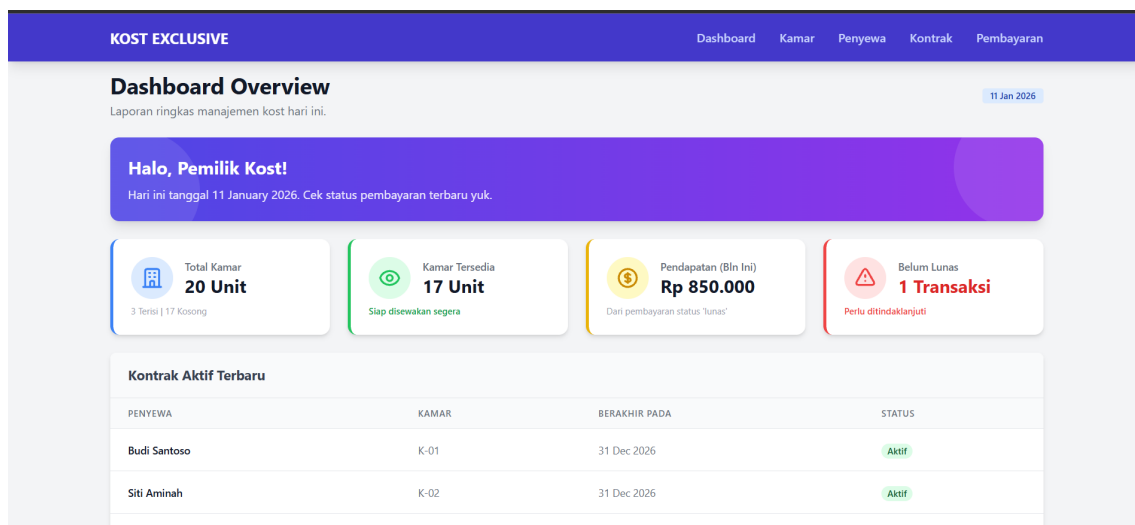 KOST EXCLUSIVE
Dashboard Kamar Penyewa Kontrak Pembayaran
Dashboard Overview
Laporan ringkas manajemen kost hari ini.
11 Jan 2026
Halo, Pemilik Kost!
Hari ini tanggal 11 January 2026. Cek status pembayaran terbaru yuk.
Total Kamar
20 Unit
3 Terisi | 17 Kosong
Kamar Tersedia
17 Unit
Siap disewakan segera
Pendapatan (Bln Ini)
Rp 850.000
Dari pembayaran status 'lunas'
Belum Lunas
1 Transaksi
Perlu ditindaklanjuti
Kontrak Aktif Terbaru
PENYEWA KAMAR BERAKHIR PADA STATUS
Budi Santoso K-01 31 Dec 2026 Aktif
Siti Aminah K-02 31 Dec 2026 Aktif